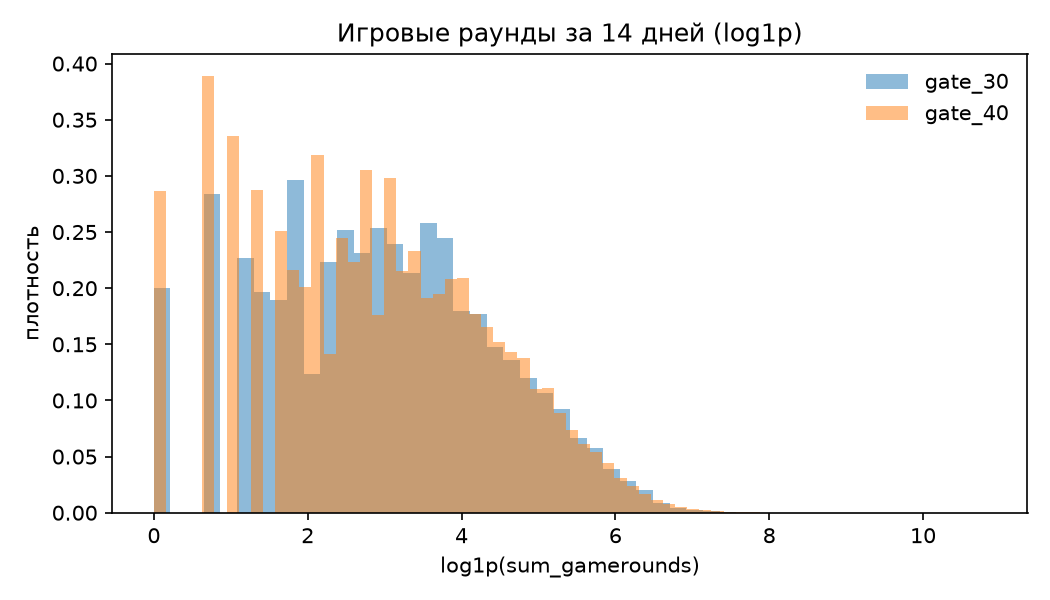 Игровые раунды за 14 дней (log1p)
gate_30
gate_40
плотность
0.40
0.35
0.30
0.25
0.20
0.15
0.10
0.05
0.00
0 2 4 6 8 10
log1p(sum_gamerounds)